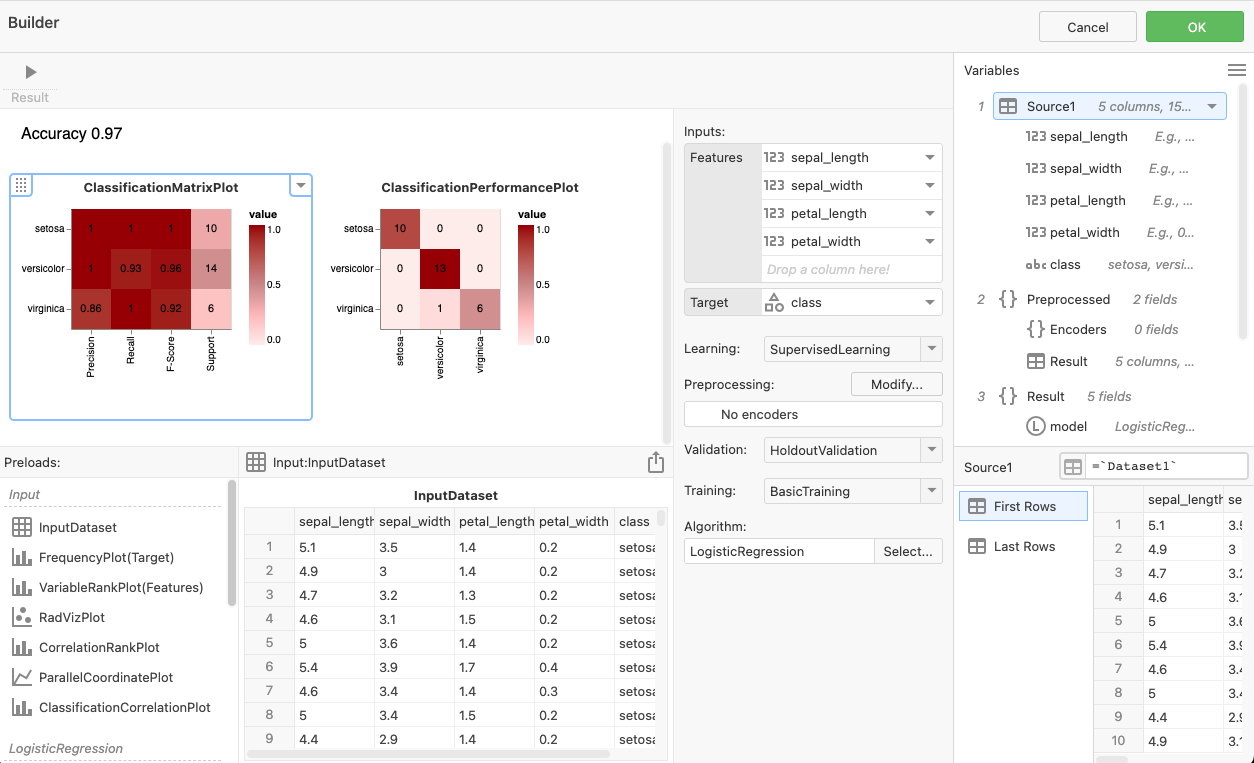 Builder
Cancel
OK
Result
Accuracy 0.97
ClassificationMatrixPlot
value
setosa 1 1 1 10 1.0
versicolor 1 0.93 0.96 14 0.5
virginica 0.86 1 0.92 6 0.0
Precision Recall F-Score Support
ClassificationPerformancePlot
value
setosa 10 0 0 1.0
versicolor 0 13 0 0.5
virginica 0 1 6 0.0
setosa versicolor virginica
Inputs:
Features 123 sepal_length
123 sepal_width
123 petal_length
123 petal_width
Drop a column here!
Target class
Learning: SupervisedLearning
Preprocessing: Modify...
No encoders
Validation: HoldoutValidation
Training: BasicTraining
Algorithm:
LogisticRegression Select...
Variables
1 Source1 5 columns, 15...
123 sepal_length E.g., ...
123 sepal_width E.g., ...
123 petal_length E.g., ...
123 petal_width E.g., 0...
abc class setosa, versi...
2 {} Preprocessed 2 fields
{} Encoders 0 fields
Result 5 columns, ...
3 {} Result 5 fields
L model LogisticReg...
Preloads:
Input
InputDataset
FrequencyPlot(Target)
VariableRankPlot(Features)
RadVizPlot
CorrelationRankPlot
ParallelCoordinatePlot
ClassificationCorrelationPlot
LogisticRegression
Input:InputDataset
InputDataset
sepal_length sepal_width petal_length petal_width class
1 5.1 3.5 1.4 0.2 setosa
2 4.9 3 1.4 0.2 setosa
3 4.7 3.2 1.3 0.2 setosa
4 4.6 3.1 1.5 0.2 setosa
5 5 3.6 1.4 0.2 setosa
6 5.4 3.9 1.7 0.4 setosa
7 4.6 3.4 1.4 0.3 setosa
8 5 3.4 1.5 0.2 setosa
9 4.4 2.9 1.4 0.2 setosa
Source1 =`Dataset1`
First Rows
Last Rows
sepal_length se
1 5.1 3.5
2 4.9 3
3 4.7 3.2
4 4.6 3.1
5 5 3.6
6 5.4 3.9
7 4.6 3.4
8 5 3.4
9 4.4 2.9
10 4.9 3.1